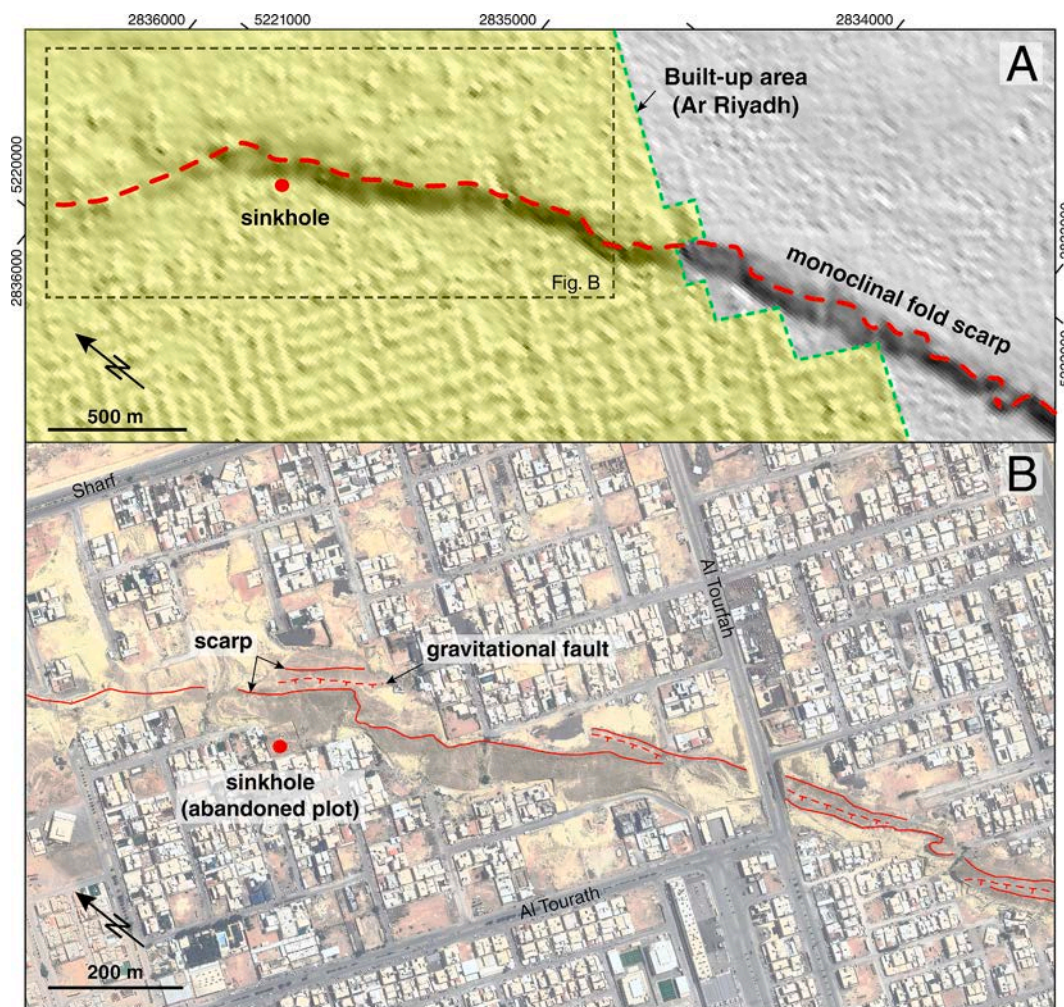 2836000
5221000
2835000
2834000
A
Built-up area
(Ar Riyadh)
5220000
2836000
sinkhole
Fig. B
monoclinal fold scarp
N
500 m
B
Sharf
Al Tourfah
scarp
gravitational fault
sinkhole
(abandoned plot)
Al Tourath
N
200 m